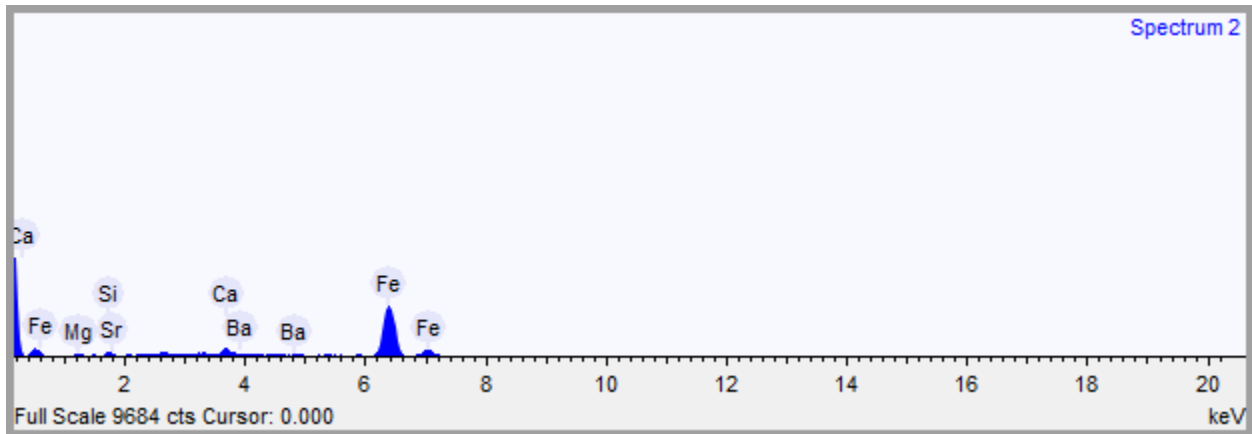 Spectrum 2
Ca
Si
Ca
Fe
Fe
Mg
Sr
Ba
Ba
Fe
2
4
6
8
10
12
14
16
18
20
Full Scale 9684 cts Cursor: 0.000
keV